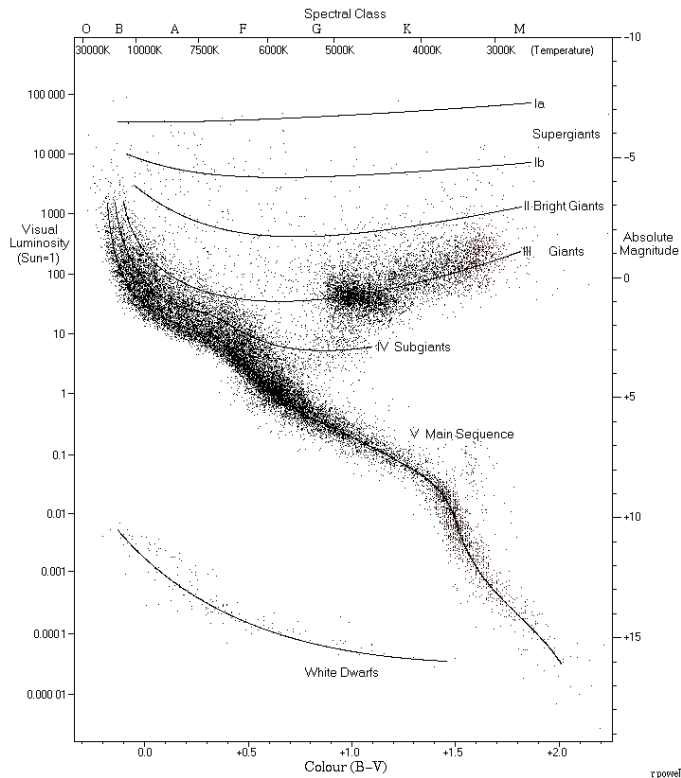 Spectral Class
O B A F G K M
30000K 10000K 7500K 6000K 5000K 4000K 3000K (Temperature)
-10
100 000
Ia
Supergiants
10 000
-5
Ib
1000
II Bright Giants
Visual
Luminosity
(Sun=1)
Absolute
Magnitude
III Giants
100
0
10
IV Subgiants
1
+5
V Main Sequence
0.1
0.01
+10
0.001
0.0001
+15
White Dwarfs
0.000 01
0.0 +0.5 +1.0 +1.5 +2.0
Colour (B-V)
r powell